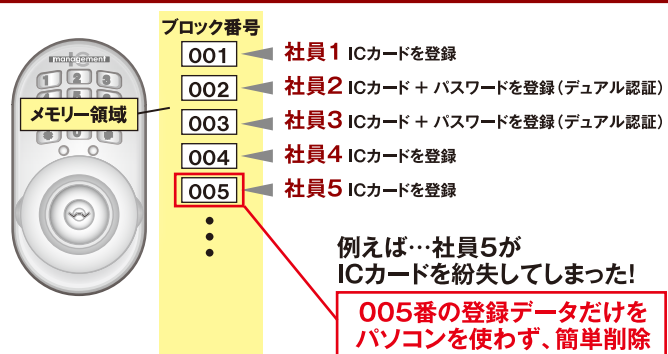 ブロック番号
management
1 2 3
メモリー領域
001 社員1 ICカードを登録
002 社員2 ICカード + パスワードを登録(デュアル認証)
003 社員3 ICカード + パスワードを登録(デュアル認証)
004 社員4 ICカードを登録
005 社員5 ICカードを登録
例えば…社員5が
ICカードを紛失してしまった!
005番の登録データだけを
パソコンを使わず、簡単削除